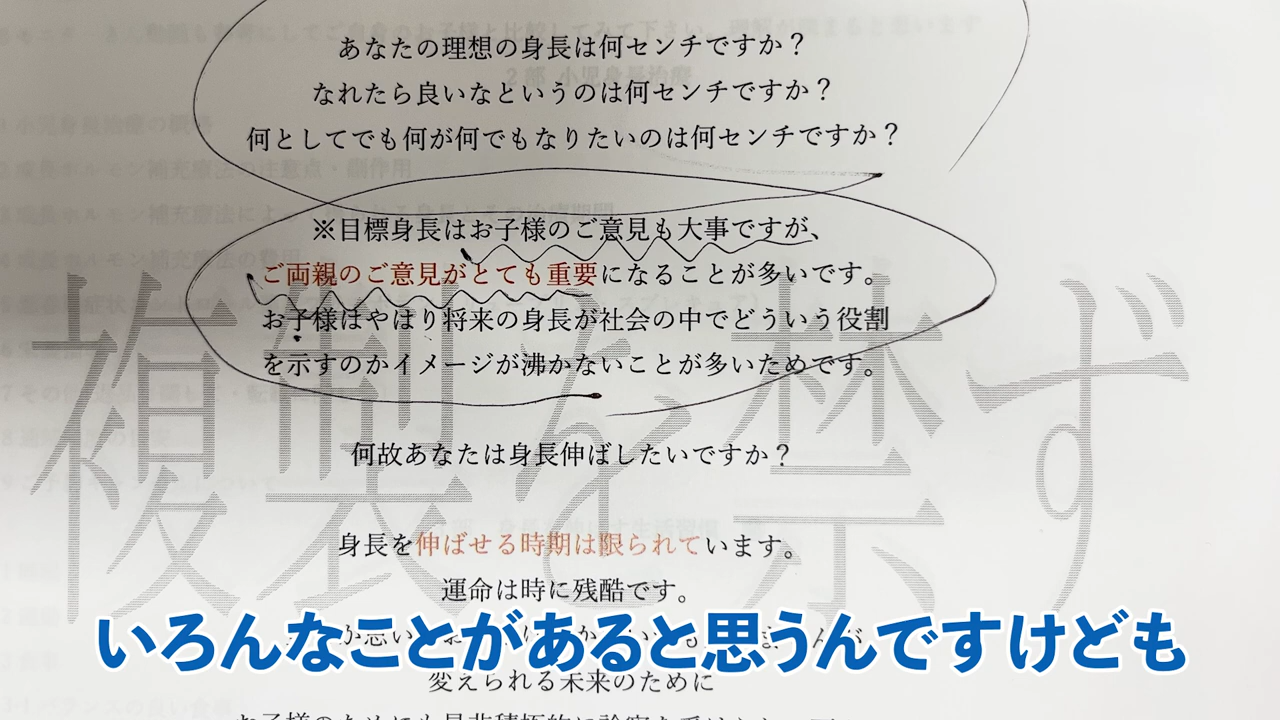 2部 小児身長治療
あなたの理想の身長は何センチですか？
なれたら良いなというのは何センチですか？
何としてでも何が何でもなりたいのは何センチですか？
※目標身長はお子様のご意見も大事ですが、
ご両親のご意見がとても重要になることが多いです。
お子様はやはり将来の身長が社会の中でどういう役割
を示すのかイメージが沸かないことが多いためです。
何故あなたは身長伸ばしたいですか？
身長を伸ばせる時期は限られています。
運命は時に残酷です。
変えられる未来のために
複製を禁ず
いろんなことがあると思うんですけども